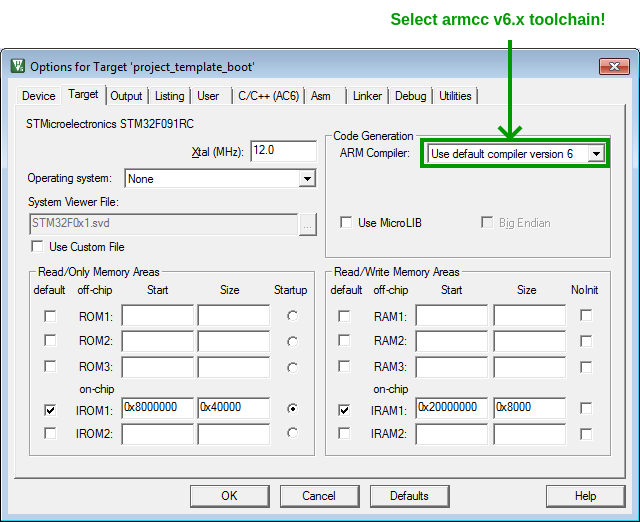 Select armcc v6.x toolchain!
Options for Target 'project_template_boot'
Device Target Output Listing User C/C++ (AC6) Asm Linker Debug Utilities
STMicroelectronics STM32F091RC
Xtal (MHz): 12.0
Operating system: None
System Viewer File:
STM32F0x1.svd ...
Use Custom File
Code Generation
ARM Compiler: Use default compiler version 6
Use MicroLIB Big Endian
Read/Only Memory Areas
default off-chip Start Size Startup
ROM1:
ROM2:
ROM3:
on-chip
IROM1: 0x8000000 0x40000
IROM2:
Read/Write Memory Areas
default off-chip Start Size NoInit
RAM1:
RAM2:
RAM3:
on-chip
IRAM1: 0x20000000 0x8000
IRAM2:
OK Cancel Defaults Help